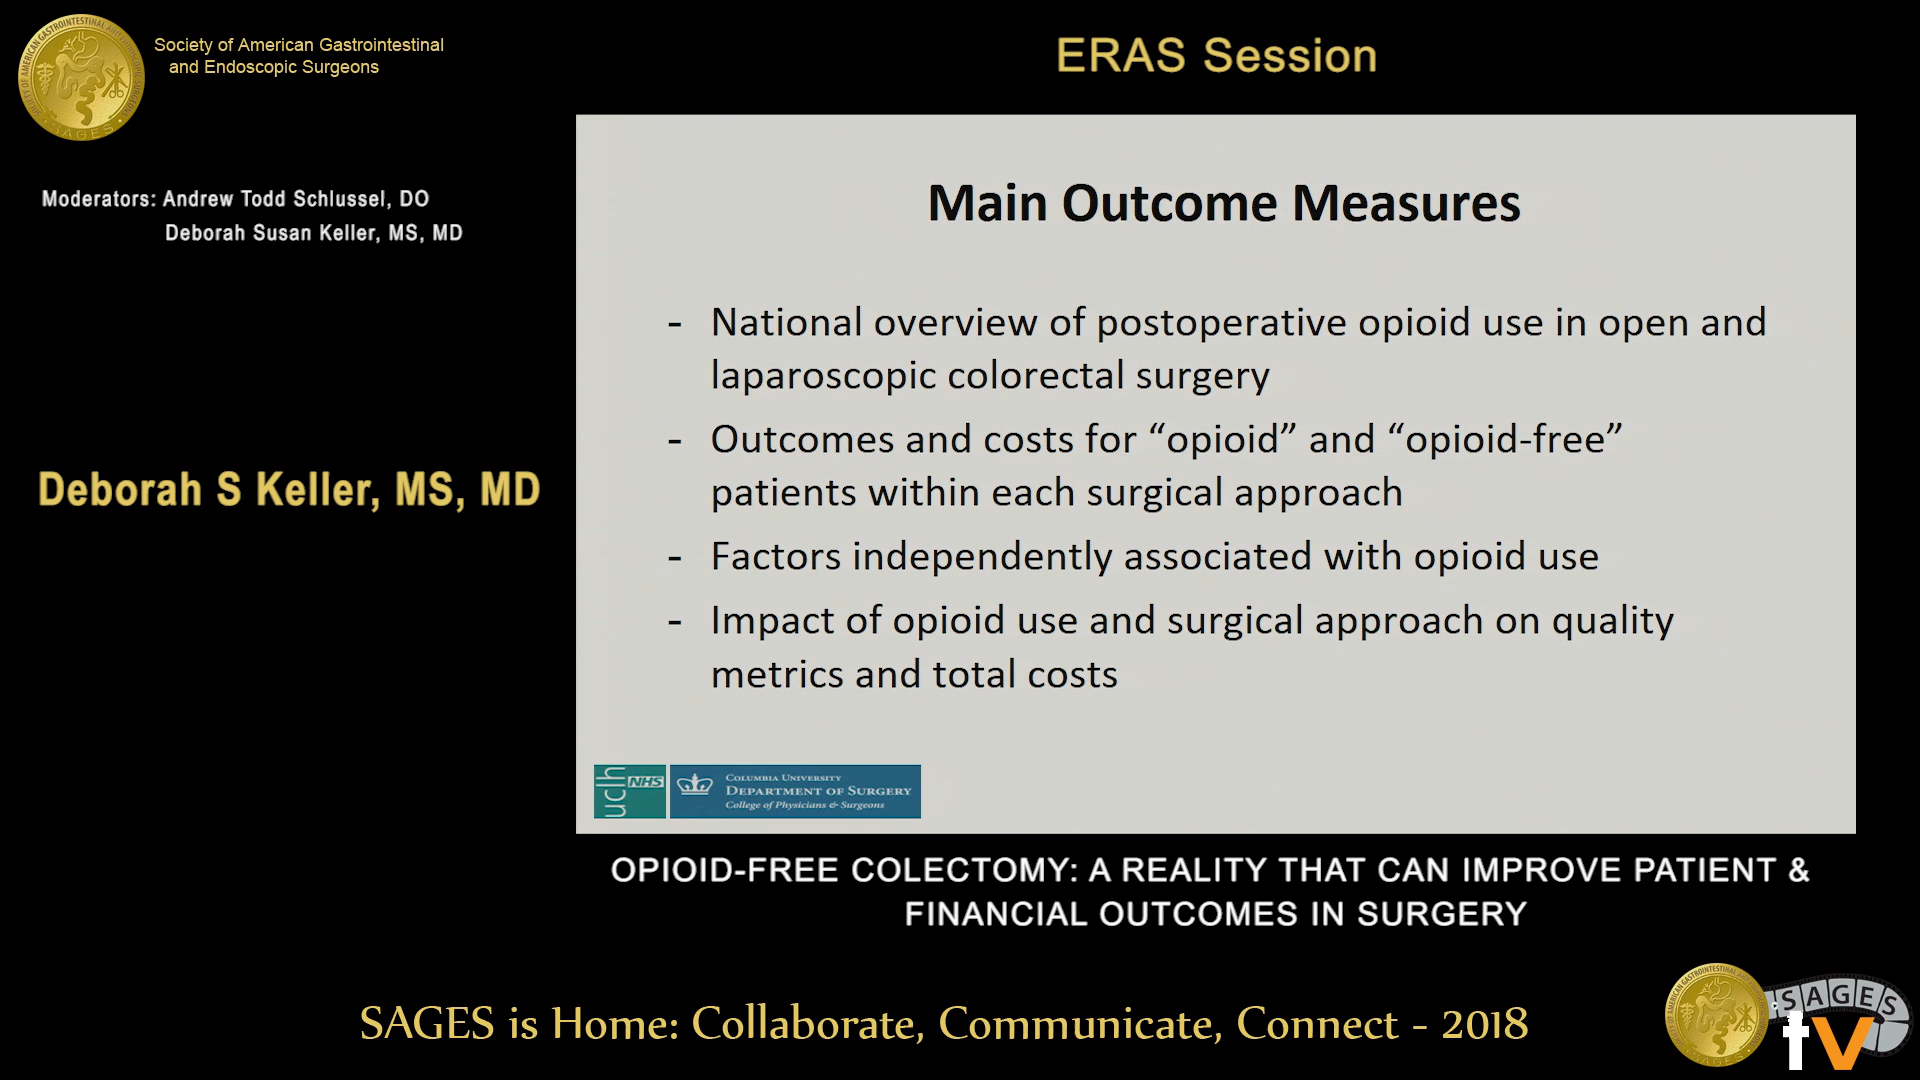 Society of American Gastrointestinal
and Endoscopic Surgeons
ERAS Session
Moderators: Andrew Todd Schlussel, DO
Deborah Susan Keller, MS, MD
Deborah S Keller, MS, MD
Main Outcome Measures
- National overview of postoperative opioid use in open and
laparoscopic colorectal surgery
- Outcomes and costs for “opioid” and “opioid-free”
patients within each surgical approach
- Factors independently associated with opioid use
- Impact of opioid use and surgical approach on quality
metrics and total costs
uclh
NHS
COLUMBIA UNIVERSITY
DEPARTMENT OF SURGERY
College of Physicians & Surgeons
OPIOID-FREE COLECTOMY: A REALITY THAT CAN IMPROVE PATIENT &
FINANCIAL OUTCOMES IN SURGERY
SAGES is Home: Collaborate, Communicate, Connect - 2018
SAGES
tv